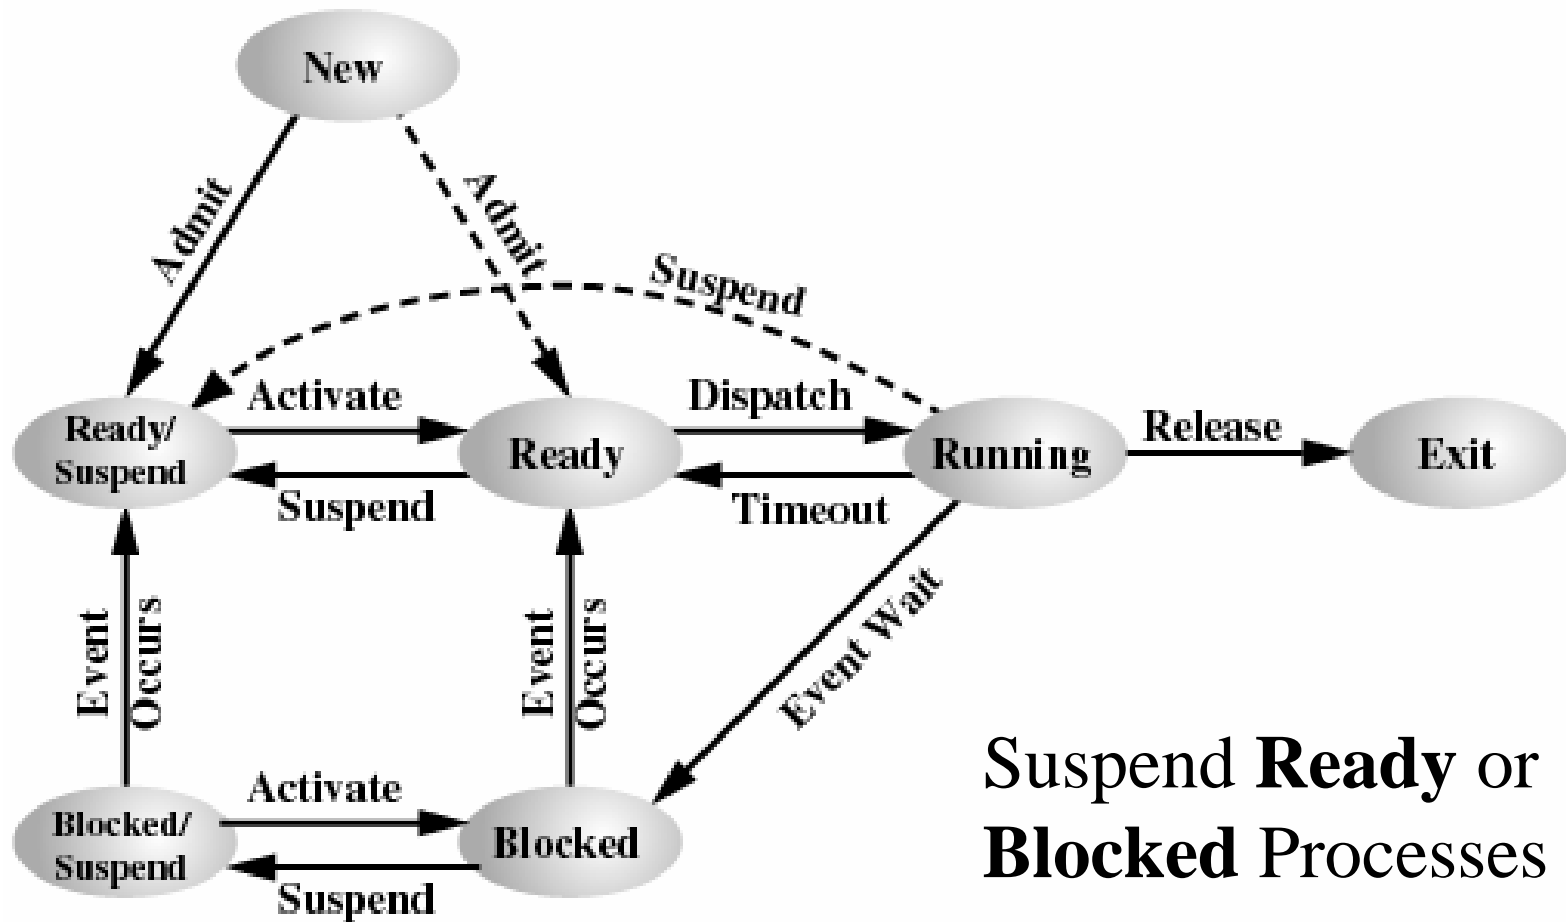 New
Admit
Admit
Suspend
Activate
Dispatch
Release
Ready/
Suspend
Ready
Running
Exit
Suspend
Timeout
Event
Occurs
Event
Occurs
Event Wait
Suspend Ready or
Blocked Processes
Activate
Blocked/
Suspend
Blocked
Suspend